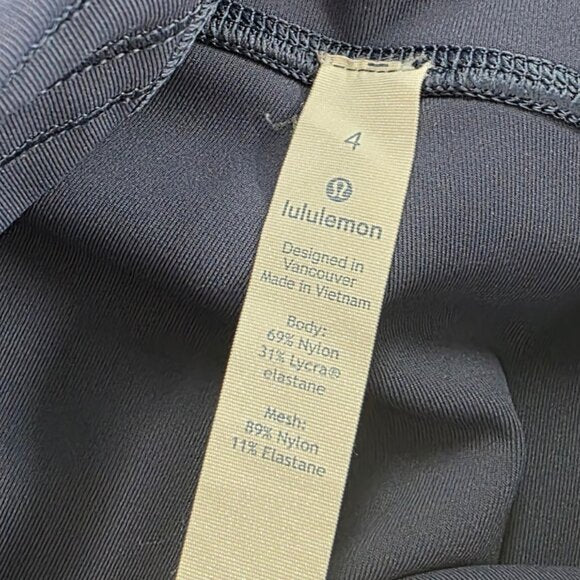 4
lululemon
Designed in
Vancouver
Made in Vietnam
Body:
69% Nylon
31% Lycra®
elastane
Mesh:
89% Nylon
11% Elastane